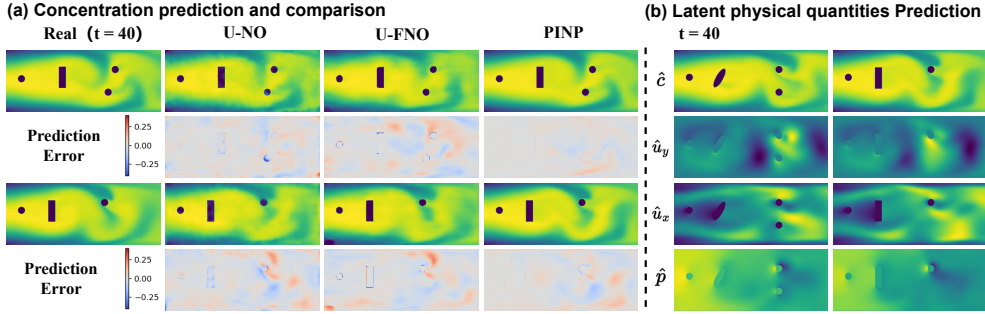 (a) Concentration prediction and comparison
(b) Latent physical quantities Prediction
Real (t = 40)
U-NO
U-FNO
PINP
t = 40
ĉ
Prediction
Error
0.25
0.00
−0.25
û_y
û_x
Prediction
Error
0.25
0.00
−0.25
p̂